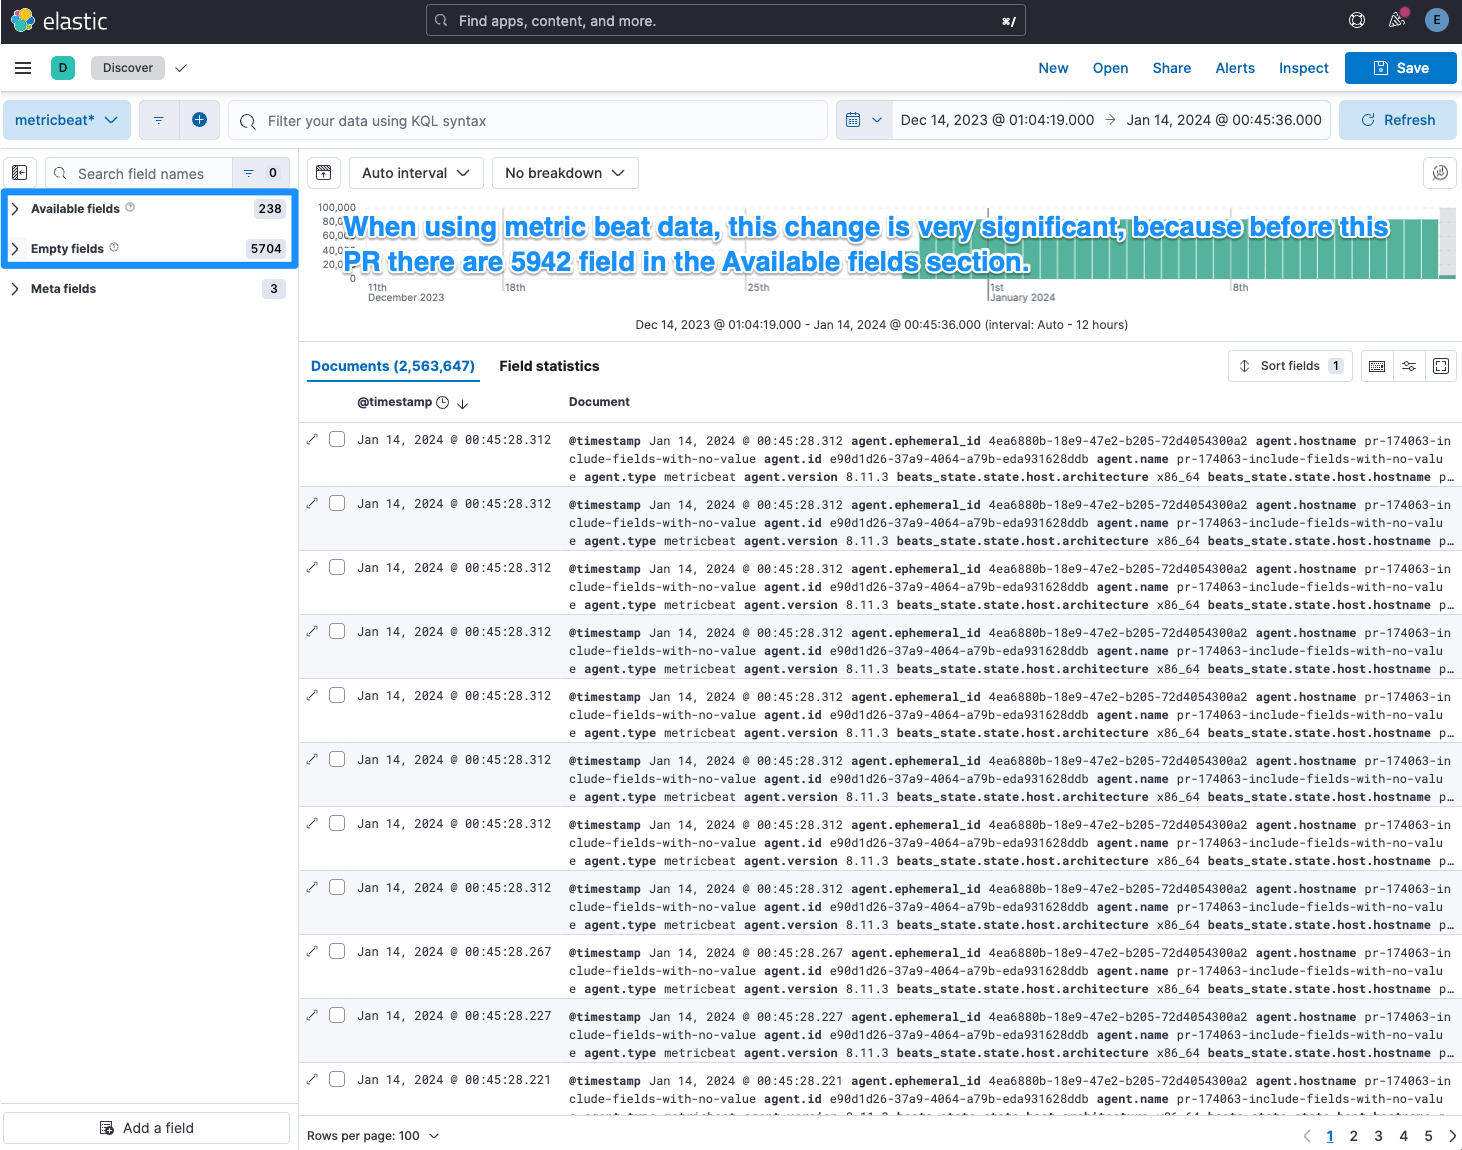 elastic
Find apps, content, and more.
⌘/
E
D
Discover
New
Open
Share
Alerts
Inspect
Save
metricbeat*
Filter your data using KQL syntax
Dec 14, 2023 @ 01:04:19.000 → Jan 14, 2024 @ 00:45:36.000
Refresh
Search field names
0
Auto interval
No breakdown
Available fields
238
Empty fields
5704
Meta fields
3
100,000
80,0
60,0
40,0
20,0
0
When using metric beat data, this change is very significant, because before this
PR there are 5942 field in the Available fields section.
11th
December 2023
18th
25th
1st
January 2024
8th
Dec 14, 2023 @ 01:04:19.000 - Jan 14, 2024 @ 00:45:36.000 (interval: Auto - 12 hours)
Documents (2,563,647)
Field statistics
Sort fields 1
@timestamp
Document
Jan 14, 2024 @ 00:45:28.312
@timestamp Jan 14, 2024 @ 00:45:28.312 agent.ephemeral_id 4ea6880b-18e9-47e2-b205-72d4054300a2 agent.hostname pr-174063-in
clude-fields-with-no-value agent.id e90d1d26-37a9-4064-a79b-eda931628ddb agent.name pr-174063-include-fields-with-no-valu
e agent.type metricbeat agent.version 8.11.3 beats_state.state.host.architecture x86_64 beats_state.state.host.hostname p…
Jan 14, 2024 @ 00:45:28.312
@timestamp Jan 14, 2024 @ 00:45:28.312 agent.ephemeral_id 4ea6880b-18e9-47e2-b205-72d4054300a2 agent.hostname pr-174063-in
clude-fields-with-no-value agent.id e90d1d26-37a9-4064-a79b-eda931628ddb agent.name pr-174063-include-fields-with-no-valu
e agent.type metricbeat agent.version 8.11.3 beats_state.state.host.architecture x86_64 beats_state.state.host.hostname p…
Jan 14, 2024 @ 00:45:28.312
@timestamp Jan 14, 2024 @ 00:45:28.312 agent.ephemeral_id 4ea6880b-18e9-47e2-b205-72d4054300a2 agent.hostname pr-174063-in
clude-fields-with-no-value agent.id e90d1d26-37a9-4064-a79b-eda931628ddb agent.name pr-174063-include-fields-with-no-valu
e agent.type metricbeat agent.version 8.11.3 beats_state.state.host.architecture x86_64 beats_state.state.host.hostname p…
Jan 14, 2024 @ 00:45:28.312
@timestamp Jan 14, 2024 @ 00:45:28.312 agent.ephemeral_id 4ea6880b-18e9-47e2-b205-72d4054300a2 agent.hostname pr-174063-in
clude-fields-with-no-value agent.id e90d1d26-37a9-4064-a79b-eda931628ddb agent.name pr-174063-include-fields-with-no-valu
e agent.type metricbeat agent.version 8.11.3 beats_state.state.host.architecture x86_64 beats_state.state.host.hostname p…
Jan 14, 2024 @ 00:45:28.312
@timestamp Jan 14, 2024 @ 00:45:28.312 agent.ephemeral_id 4ea6880b-18e9-47e2-b205-72d4054300a2 agent.hostname pr-174063-in
clude-fields-with-no-value agent.id e90d1d26-37a9-4064-a79b-eda931628ddb agent.name pr-174063-include-fields-with-no-valu
e agent.type metricbeat agent.version 8.11.3 beats_state.state.host.architecture x86_64 beats_state.state.host.hostname p…
Jan 14, 2024 @ 00:45:28.312
@timestamp Jan 14, 2024 @ 00:45:28.312 agent.ephemeral_id 4ea6880b-18e9-47e2-b205-72d4054300a2 agent.hostname pr-174063-in
clude-fields-with-no-value agent.id e90d1d26-37a9-4064-a79b-eda931628ddb agent.name pr-174063-include-fields-with-no-valu
e agent.type metricbeat agent.version 8.11.3 beats_state.state.host.architecture x86_64 beats_state.state.host.hostname p…
Jan 14, 2024 @ 00:45:28.312
@timestamp Jan 14, 2024 @ 00:45:28.312 agent.ephemeral_id 4ea6880b-18e9-47e2-b205-72d4054300a2 agent.hostname pr-174063-in
clude-fields-with-no-value agent.id e90d1d26-37a9-4064-a79b-eda931628ddb agent.name pr-174063-include-fields-with-no-valu
e agent.type metricbeat agent.version 8.11.3 beats_state.state.host.architecture x86_64 beats_state.state.host.hostname p…
Jan 14, 2024 @ 00:45:28.312
@timestamp Jan 14, 2024 @ 00:45:28.312 agent.ephemeral_id 4ea6880b-18e9-47e2-b205-72d4054300a2 agent.hostname pr-174063-in
clude-fields-with-no-value agent.id e90d1d26-37a9-4064-a79b-eda931628ddb agent.name pr-174063-include-fields-with-no-valu
e agent.type metricbeat agent.version 8.11.3 beats_state.state.host.architecture x86_64 beats_state.state.host.hostname p…
Jan 14, 2024 @ 00:45:28.267
@timestamp Jan 14, 2024 @ 00:45:28.267 agent.ephemeral_id 4ea6880b-18e9-47e2-b205-72d4054300a2 agent.hostname pr-174063-in
clude-fields-with-no-value agent.id e90d1d26-37a9-4064-a79b-eda931628ddb agent.name pr-174063-include-fields-with-no-valu
e agent.type metricbeat agent.version 8.11.3 beats_state.state.host.architecture x86_64 beats_state.state.host.hostname p…
Jan 14, 2024 @ 00:45:28.227
@timestamp Jan 14, 2024 @ 00:45:28.227 agent.ephemeral_id 4ea6880b-18e9-47e2-b205-72d4054300a2 agent.hostname pr-174063-in
clude-fields-with-no-value agent.id e90d1d26-37a9-4064-a79b-eda931628ddb agent.name pr-174063-include-fields-with-no-valu
e agent.type metricbeat agent.version 8.11.3 beats_state.state.host.architecture x86_64 beats_state.state.host.hostname p…
Jan 14, 2024 @ 00:45:28.221
@timestamp Jan 14, 2024 @ 00:45:28.221 agent.ephemeral_id 4ea6880b-18e9-47e2-b205-72d4054300a2 agent.hostname pr-174063-in
clude-fields-with-no-value agent.id e90d1d26-37a9-4064-a79b-eda931628ddb agent.name pr-174063-include-fields-with-no-valu
Add a field
Rows per page: 100
1 2 3 4 5